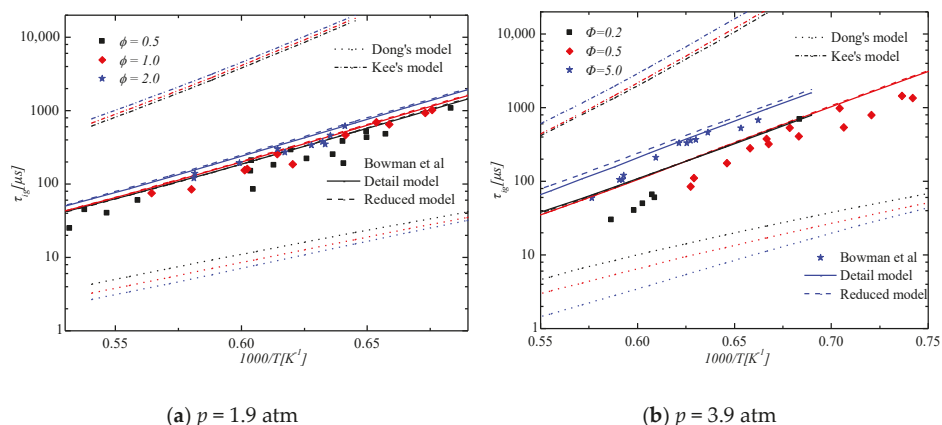 10,000
1000
100
10
1
τig[μs]
ϕ = 0.5
ϕ = 1.0
ϕ = 2.0
Dong's model
Kee's model
Bowman et al
Detail model
Reduced model
0.55
0.60
0.65
1000/T[K⁻¹]
(a) p = 1.9 atm
10,000
1000
100
10
1
τig[μs]
Φ=0.2
Φ=0.5
Φ=5.0
Dong's model
Kee's model
Bowman et al
Detail model
Reduced model
0.55
0.60
0.65
0.70
0.75
1000/T[K⁻¹]
(b) p = 3.9 atm